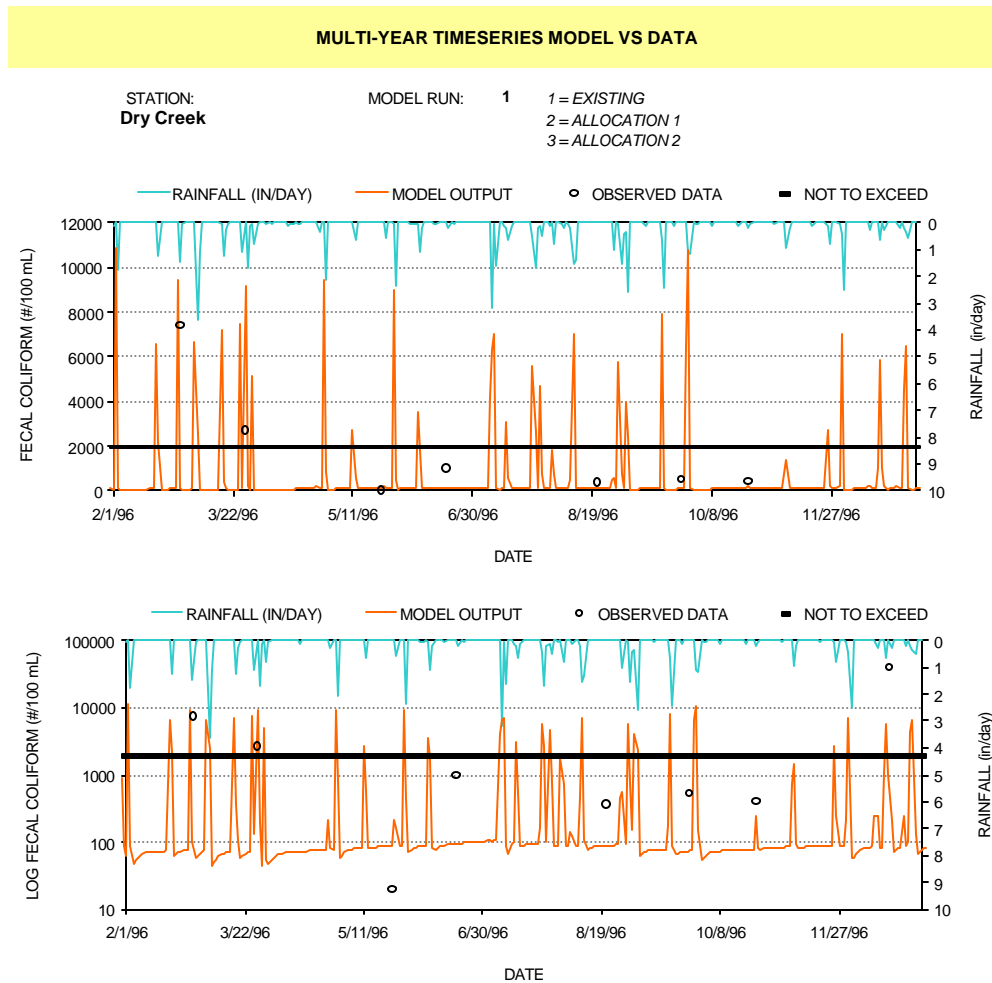 MULTI-YEAR TIMESERIES MODEL VS DATA
STATION:
Dry Creek
MODEL RUN: 1
1 = EXISTING
2 = ALLOCATION 1
3 = ALLOCATION 2
RAINFALL (IN/DAY) MODEL OUTPUT OBSERVED DATA NOT TO EXCEED
FECAL COLIFORM (#/100 mL)
12000
10000
8000
6000
4000
2000
0
0
1
2
3
4
5
6
7
8
9
10
RAINFALL (in/day)
2/1/96 3/22/96 5/11/96 6/30/96 8/19/96 10/8/96 11/27/96
DATE
RAINFALL (IN/DAY) MODEL OUTPUT OBSERVED DATA NOT TO EXCEED
LOG FECAL COLIFORM (#/100 mL)
100000
10000
1000
100
10
0
1
2
3
4
5
6
7
8
9
10
RAINFALL (in/day)
2/1/96 3/22/96 5/11/96 6/30/96 8/19/96 10/8/96 11/27/96
DATE